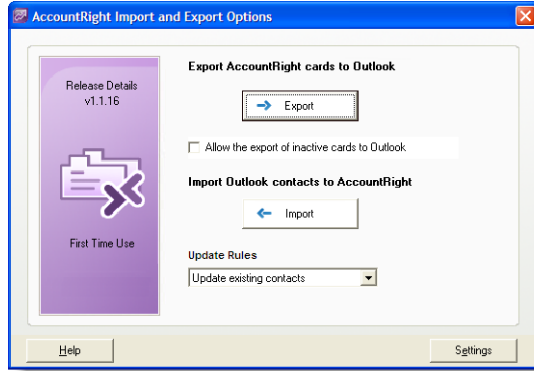 AccountRight Import and Export Options
Release Details
v1.1.16
First Time Use
Export AccountRight cards to Outlook
Export
Allow the export of inactive cards to Outlook
Import Outlook contacts to AccountRight
Import
Update Rules
Update existing contacts
Help
Settings